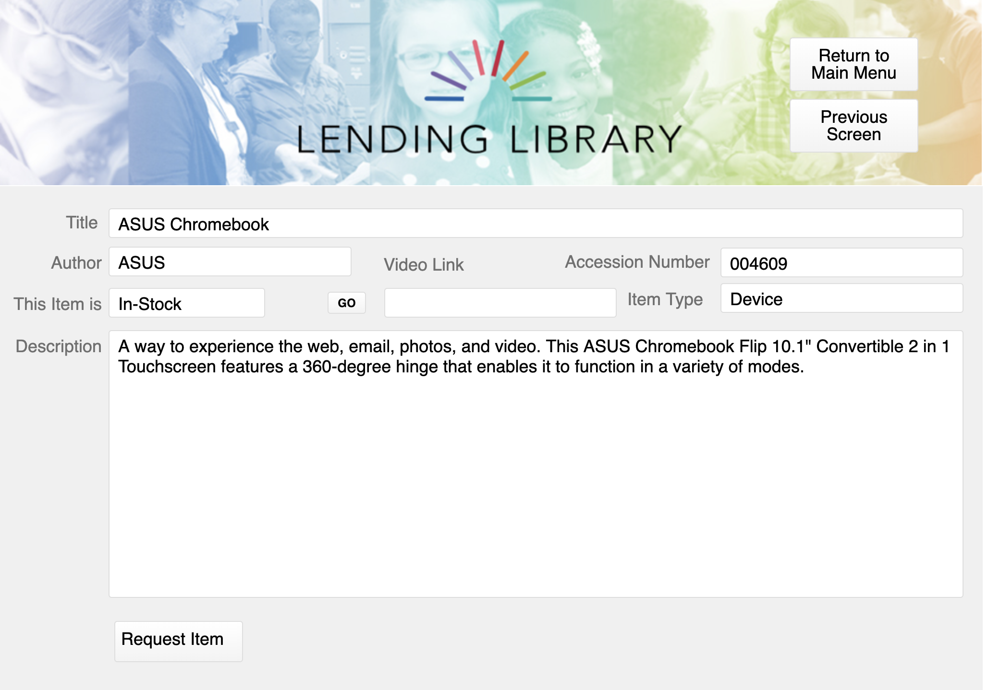 Return to
Main Menu
Previous
Screen
LENDING LIBRARY
Title ASUS Chromebook
Author ASUS Video Link Accession Number 004609
This Item is In-Stock GO Item Type Device
Description A way to experience the web, email, photos, and video. This ASUS Chromebook Flip 10.1" Convertible 2 in 1
Touchscreen features a 360-degree hinge that enables it to function in a variety of modes.
Request Item